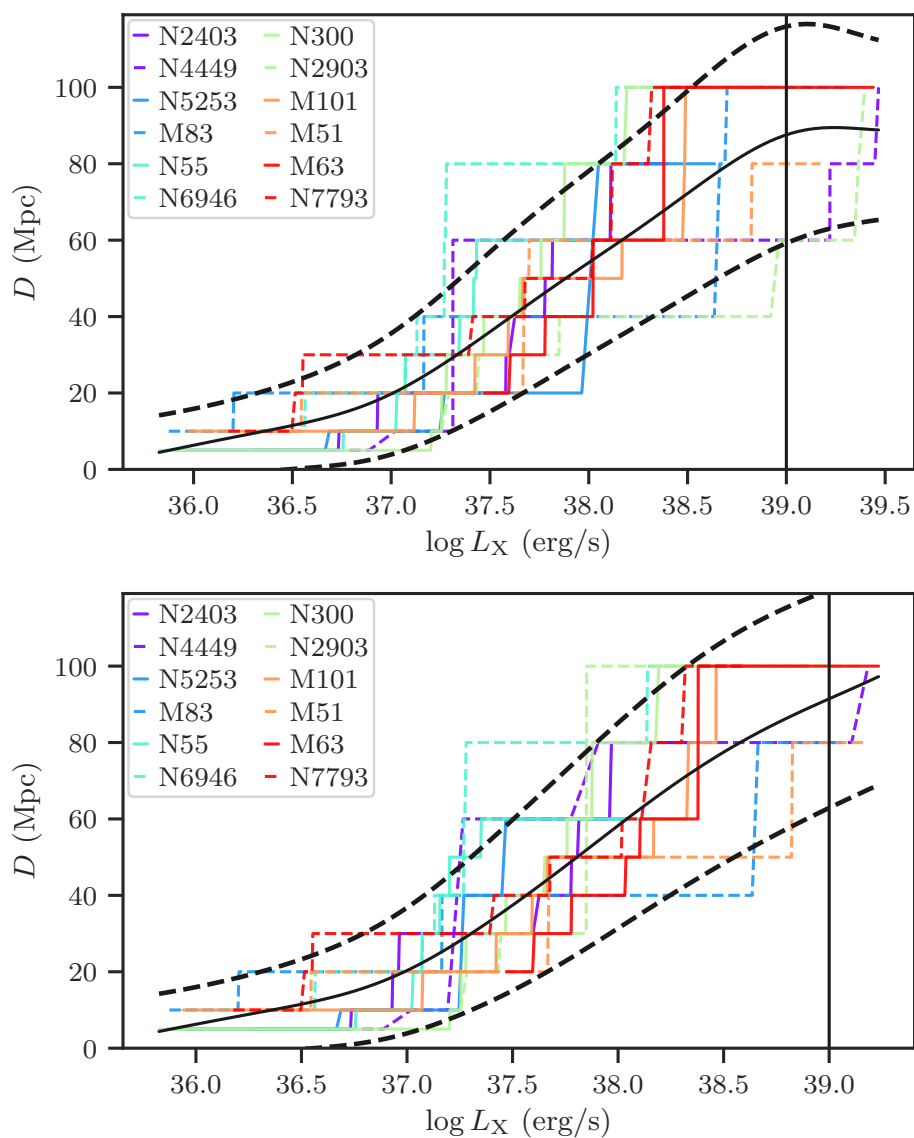 N2403 N300
N4449 N2903
N5253 M101
M83 M51
N55 M63
N6946 N7793
100
80
60
40
20
0
D (Mpc)
36.0 36.5 37.0 37.5 38.0 38.5 39.0 39.5
log L_X (erg/s)
N2403 N300
N4449 N2903
N5253 M101
M83 M51
N55 M63
N6946 N7793
100
80
60
40
20
0
D (Mpc)
36.0 36.5 37.0 37.5 38.0 38.5 39.0
log L_X (erg/s)